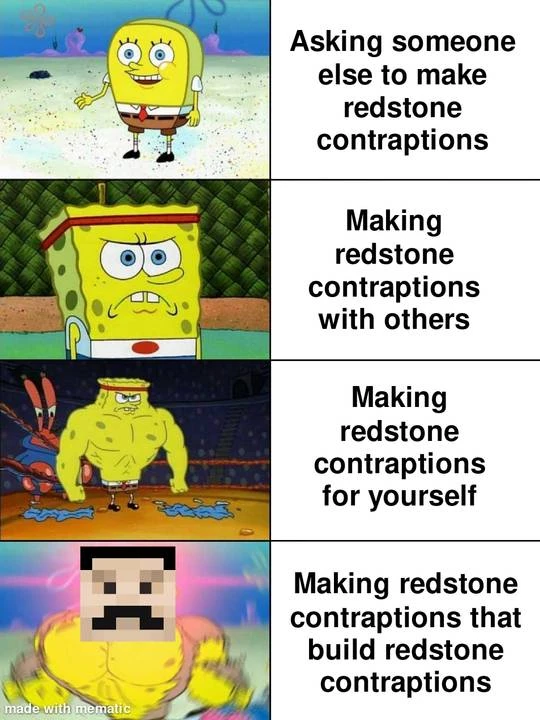 Asking someone
else to make
redstone
contraptions
Making
redstone
contraptions
with others
Making
redstone
contraptions
for yourself
Making redstone
contraptions that
build redstone
contraptions
made with mematic